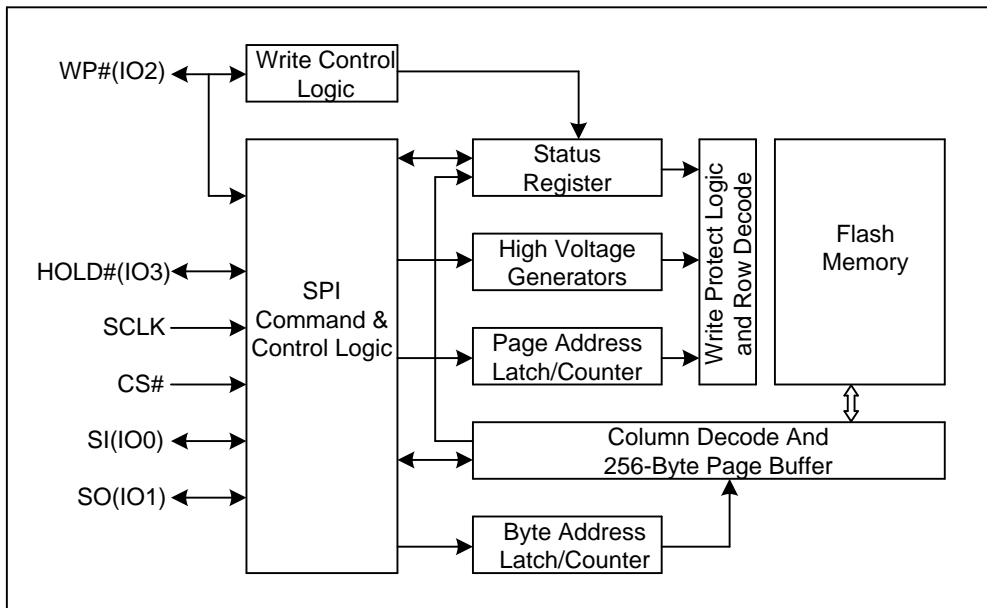 WP#(IO2)
Write Control
Logic
HOLD#(IO3)
SCLK
CS#
SI(IO0)
SO(IO1)
SPI
Command &
Control Logic
Status
Register
High Voltage
Generators
Page Address
Latch/Counter
Write Protect Logic
and Row Decode
Flash
Memory
Column Decode And
256-Byte Page Buffer
Byte Address
Latch/Counter